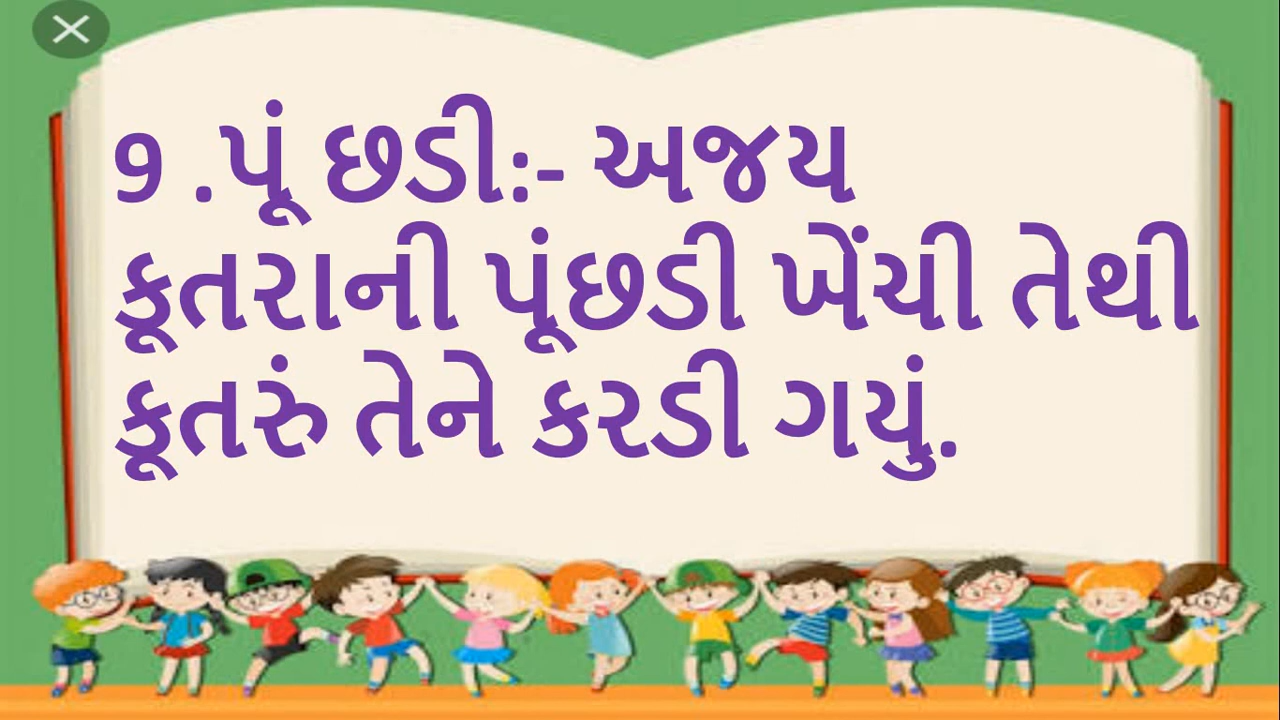 9 .પૂં છડી:- અજય
કૂતરાની પૂંછડી ખેંચી તેથી
કૂતરું તેને કરડી ગયું.